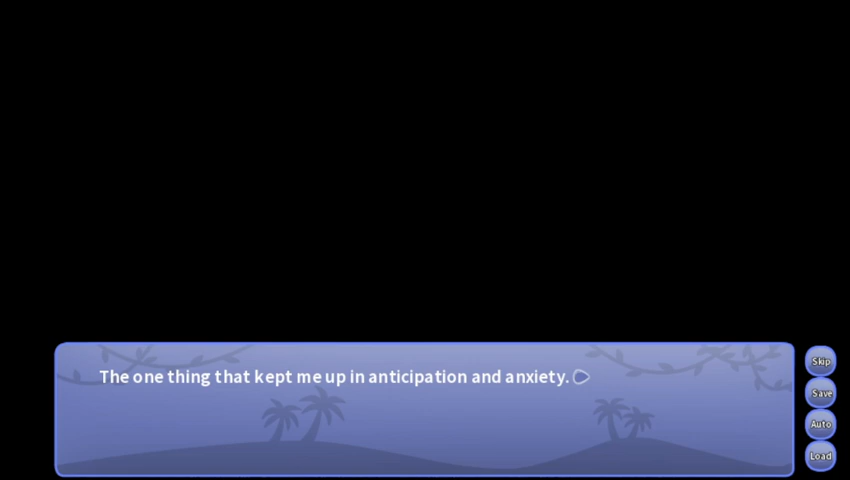 The one thing that kept me up in anticipation and anxiety.
Skip
Save
Auto
Load